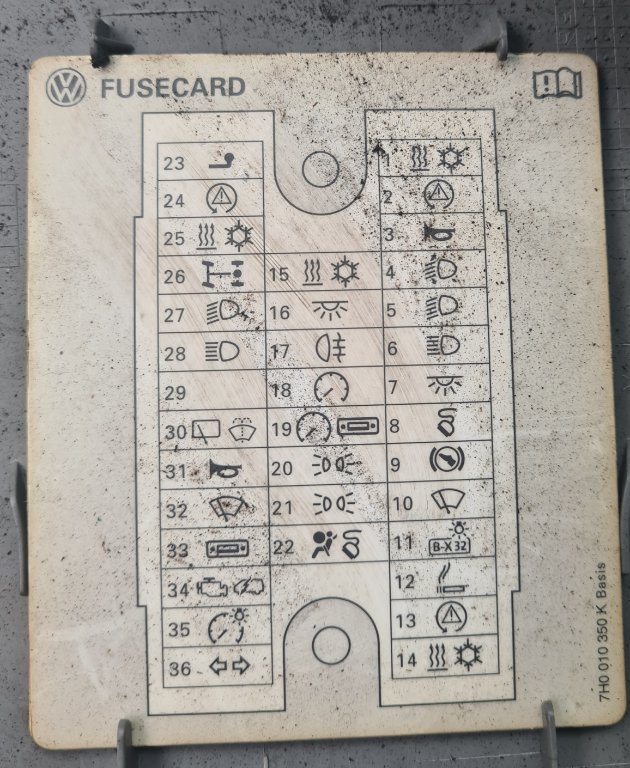 VW FUSECARD
23 1
24 2
25 3
26 15 4
27 16 5
28 17 6
29 18 7
30 19 8
31 20 9
32 21 10
33 22 11 B-X32
34 12
35 13
36 14
7H0 010 350 K Basis